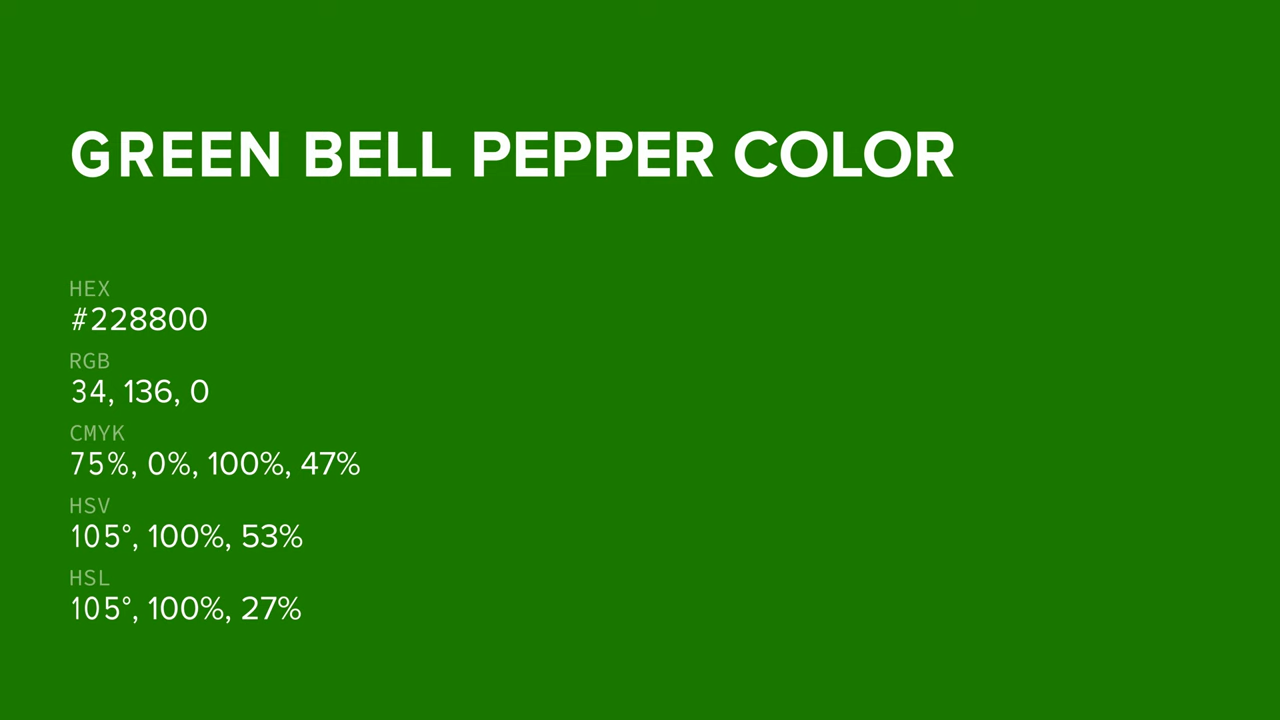 GREEN BELL PEPPER COLOR
HEX
#228800
RGB
34, 136, 0
CMYK
75%, 0%, 100%, 47%
HSV
105°, 100%, 53%
HSL
105°, 100%, 27%